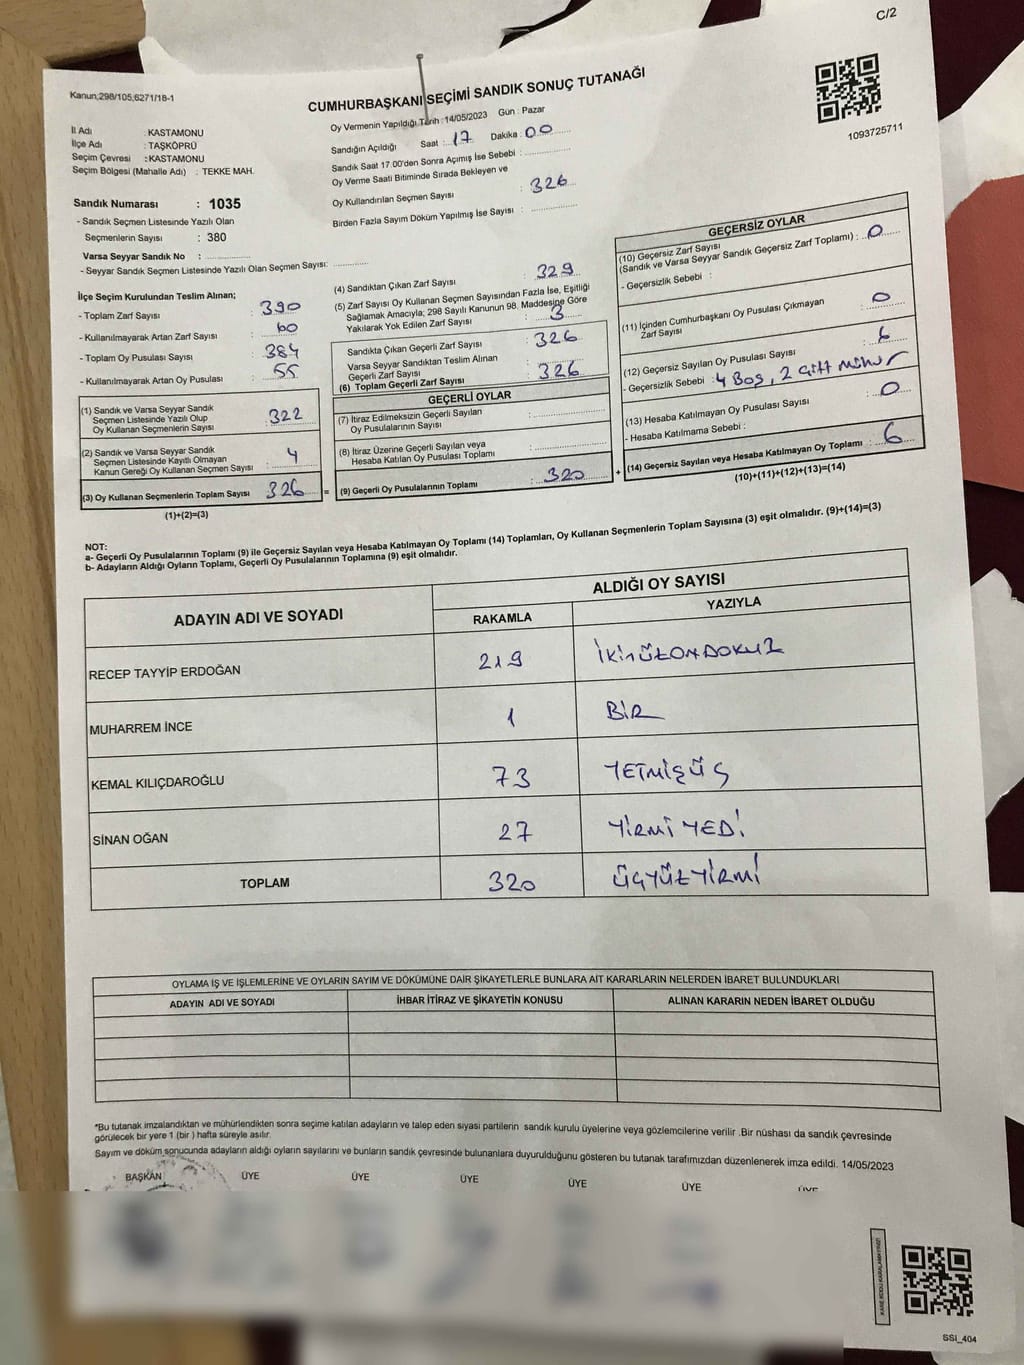 C/2
Kanun;298/105;6271/18-1
CUMHURBAŞKANI SEÇİMİ SANDIK SONUÇ TUTANAĞI
1093725711
İl Adı : KASTAMONU
İlçe Adı : TAŞKÖPRÜ
Seçim Çevresi : KASTAMONU
Seçim Bölgesi (Mahalle Adı) : TEKKE MAH.
Sandık Numarası : 1035
- Sandık Seçmen Listesinde Yazılı Olan
Seçmenlerin Sayısı : 380
Varsa Seyyar Sandık No :
- Seyyar Sandık Seçmen Listesinde Yazılı Olan Seçmen Sayısı:
Oy Vermenin Yapıldığı Tarih :14/05/2023 Gün : Pazar
Sandığın Açıldığı Saat : 17 Dakika : 00
Sandık Saat 17.00'den Sonra Açımış İse Sebebi :
Oy Verme Saati Bitiminde Sırada Bekleyen ve
Oy Kullandırılan Seçmen Sayısı : 326
Birden Fazla Sayım Döküm Yapılmış İse Sayısı :
İlçe Seçim Kurulundan Teslim Alınan;
- Toplam Zarf Sayısı : 390
- Kullanılmayarak Artan Zarf Sayısı : 60
- Toplam Oy Pusulası Sayısı : 384
- Kullanılmayarak Artan Oy Pusulası : 55
(1) Sandık ve Varsa Seyyar Sandık
Seçmen Listesinde Yazılı Olup
Oy Kullanan Seçmenlerin Sayısı : 322
(2) Sandık ve Varsa Seyyar Sandık
Seçmen Listesinde Kayıtlı Olmayan
Kanun Gereği Oy Kullanan Seçmen Sayısı : 4
(3) Oy Kullanan Seçmenlerin Toplam Sayısı 326
(1)+(2)=(3)
=
(4) Sandıktan Çıkan Zarf Sayısı : 329
(5) Zarf Sayısı Oy Kullanan Seçmen Sayısından Fazla İse, Eşitliği
Sağlamak Amacıyla; 298 Sayılı Kanunun 98. Maddesine Göre
Yakılarak Yok Edilen Zarf Sayısı : 3
Sandıkta Çıkan Geçerli Zarf Sayısı : 326
Varsa Seyyar Sandıktan Teslim Alınan
Geçerli Zarf Sayısı
(6) Toplam Geçerli Zarf Sayısı : 326
GEÇERLİ OYLAR
(7) İtiraz Edilmeksizin Geçerli Sayılan
Oy Pusulalarının Sayısı :
(8) İtiraz Üzerine Geçerli Sayılan veya
Hesaba Katılan Oy Pusulası Toplamı :
(9) Geçerli Oy Pusulalarının Toplamı : 320
+
GEÇERSİZ OYLAR
(10) Geçersiz Zarf Sayısı
(Sandık ve Varsa Seyyar Sandık Geçersiz Zarf Toplamı) : 0
- Geçersizlik Sebebi :
(11) İçinden Cumhurbaşkanı Oy Pusulası Çıkmayan
Zarf Sayısı : 0
(12) Geçersiz Sayılan Oy Pusulası Sayısı : 6
- Geçersizlik Sebebi : 4 Boş, 2 Çift Mühür
(13) Hesaba Katılmayan Oy Pusulası Sayısı : 0
- Hesaba Katılmama Sebebi :
(14) Geçersiz Sayılan veya Hesaba Katılmayan Oy Toplamı : 6
(10)+(11)+(12)+(13)=(14)
NOT:
a- Geçerli Oy Pusulalarının Toplamı (9) ile Geçersiz Sayılan veya Hesaba Katılmayan Oy Toplamı (14) Toplamları, Oy Kullanan Seçmenlerin Toplam Sayısına (3) eşit olmalıdır. (9)+(14)=(3)
b- Adayların Aldığı Oyların Toplamı, Geçerli Oy Pusulalarının Toplamına (9) eşit olmalıdır.
ADAYIN ADI VE SOYADI
ALDIĞI OY SAYISI
RAKAMLA YAZIYLA
RECEP TAYYİP ERDOĞAN 219 İKİYÜZONDOKUZ
MUHARREM İNCE 1 BİR
KEMAL KILIÇDAROĞLU 73 YETMİŞÜÇ
SİNAN OĞAN 27 YİRMİ YEDİ
TOPLAM 320 ÜÇYÜZYİRMİ
OYLAMA İŞ VE İŞLEMLERİNE VE OYLARIN SAYIM VE DÖKÜMÜNE DAİR ŞİKAYETLERLE BUNLARA AİT KARARLARIN NELERDEN İBARET BULUNDUKLARI
ADAYIN ADI VE SOYADI İHBAR İTİRAZ VE ŞİKAYETİN KONUSU ALINAN KARARIN NEDEN İBARET OLDUĞU
*Bu tutanak imzalandıktan ve mühürlendikten sonra seçime katılan adayların ve talep eden siyasi partilerin sandık kurulu üyelerine veya gözlemcilerine verilir .Bir nüshası da sandık çevresinde
görülecek bir yere 1 (bir ) hafta süreyle asılır.
Sayım ve döküm sonucunda adayların aldığı oyların sayılarını ve bunların sandık çevresinde bulunanlara duyurulduğunu gösteren bu tutanak tarafımızdan düzenlenerek imza edildi. 14/05/2023
BAŞKAN ÜYE ÜYE ÜYE ÜYE ÜYE ÜYE
KARE KODU KARALAMAYINIZ!
SSI_404